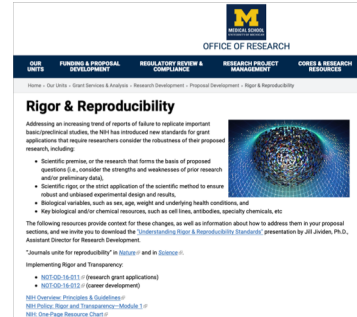 M
MEDICAL SCHOOL
UNIVERSITY OF MICHIGAN
OFFICE OF RESEARCH
OUR UNITS
FUNDING & PROPOSAL DEVELOPMENT
REGULATORY REVIEW & COMPLIANCE
RESEARCH PROJECT MANAGEMENT
CORES & RESEARCH RESOURCES
Home › Our Units › Grant Services & Analysis › Research Development › Proposal Development › Rigor & Reproducibility
Rigor & Reproducibility
Addressing an increasing trend of reports of failure to replicate important
basic/preclinical studies, the NIH has introduced new standards for grant
applications that require researchers consider the robustness of their proposed
research, including:
• Scientific premise, or the research that forms the basis of proposed
questions (i.e., consider the strengths and weaknesses of prior research
and/or preliminary data),
• Scientific rigor, or the strict application of the scientific method to ensure
robust and unbiased experimental design and results,
• Biological variables, such as sex, age, weight and underlying health conditions, and
• Key biological and/or chemical resources, such as cell lines, antibodies, specialty chemicals, etc
The following resources provide context for these changes, as well as information about how to address them in your proposal
sections, and we invite you to download the "Understanding Rigor & Reproducibility Standards" presentation by Jill Jividen, Ph.D.,
Assistant Director for Research Development.
"Journals unite for reproducibility" in Nature and in Science.
Implementing Rigor and Transparency:
• NOT-OD-16-011 (research grant applications)
• NOT-OD-16-012 (career development)
NIH Overview: Principles & Guidelines
NIH Policy: Rigor and Transparency—Module 1
NIH: One-Page Resource Chart